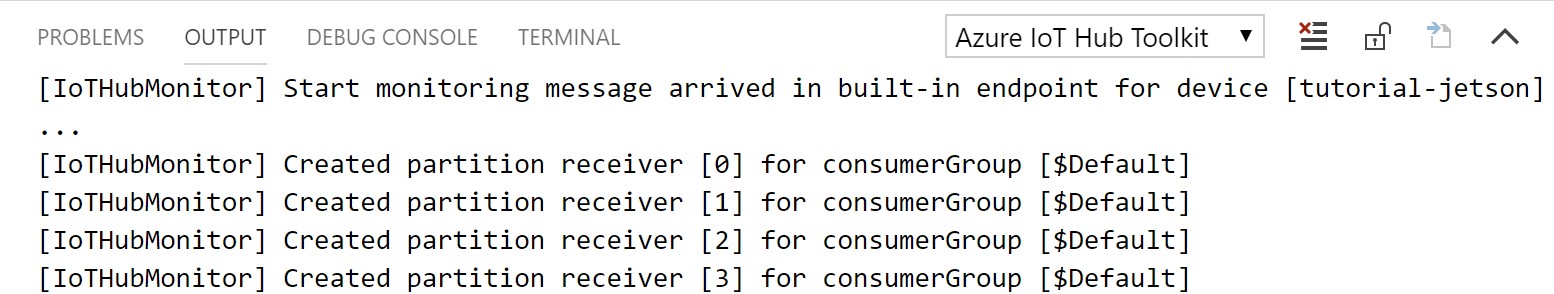 PROBLEMS OUTPUT DEBUG CONSOLE TERMINAL Azure IoT Hub Toolkit
[IoTHubMonitor] Start monitoring message arrived in built-in endpoint for device [tutorial-jetson]
...
[IoTHubMonitor] Created partition receiver [0] for consumerGroup [$Default]
[IoTHubMonitor] Created partition receiver [1] for consumerGroup [$Default]
[IoTHubMonitor] Created partition receiver [2] for consumerGroup [$Default]
[IoTHubMonitor] Created partition receiver [3] for consumerGroup [$Default]